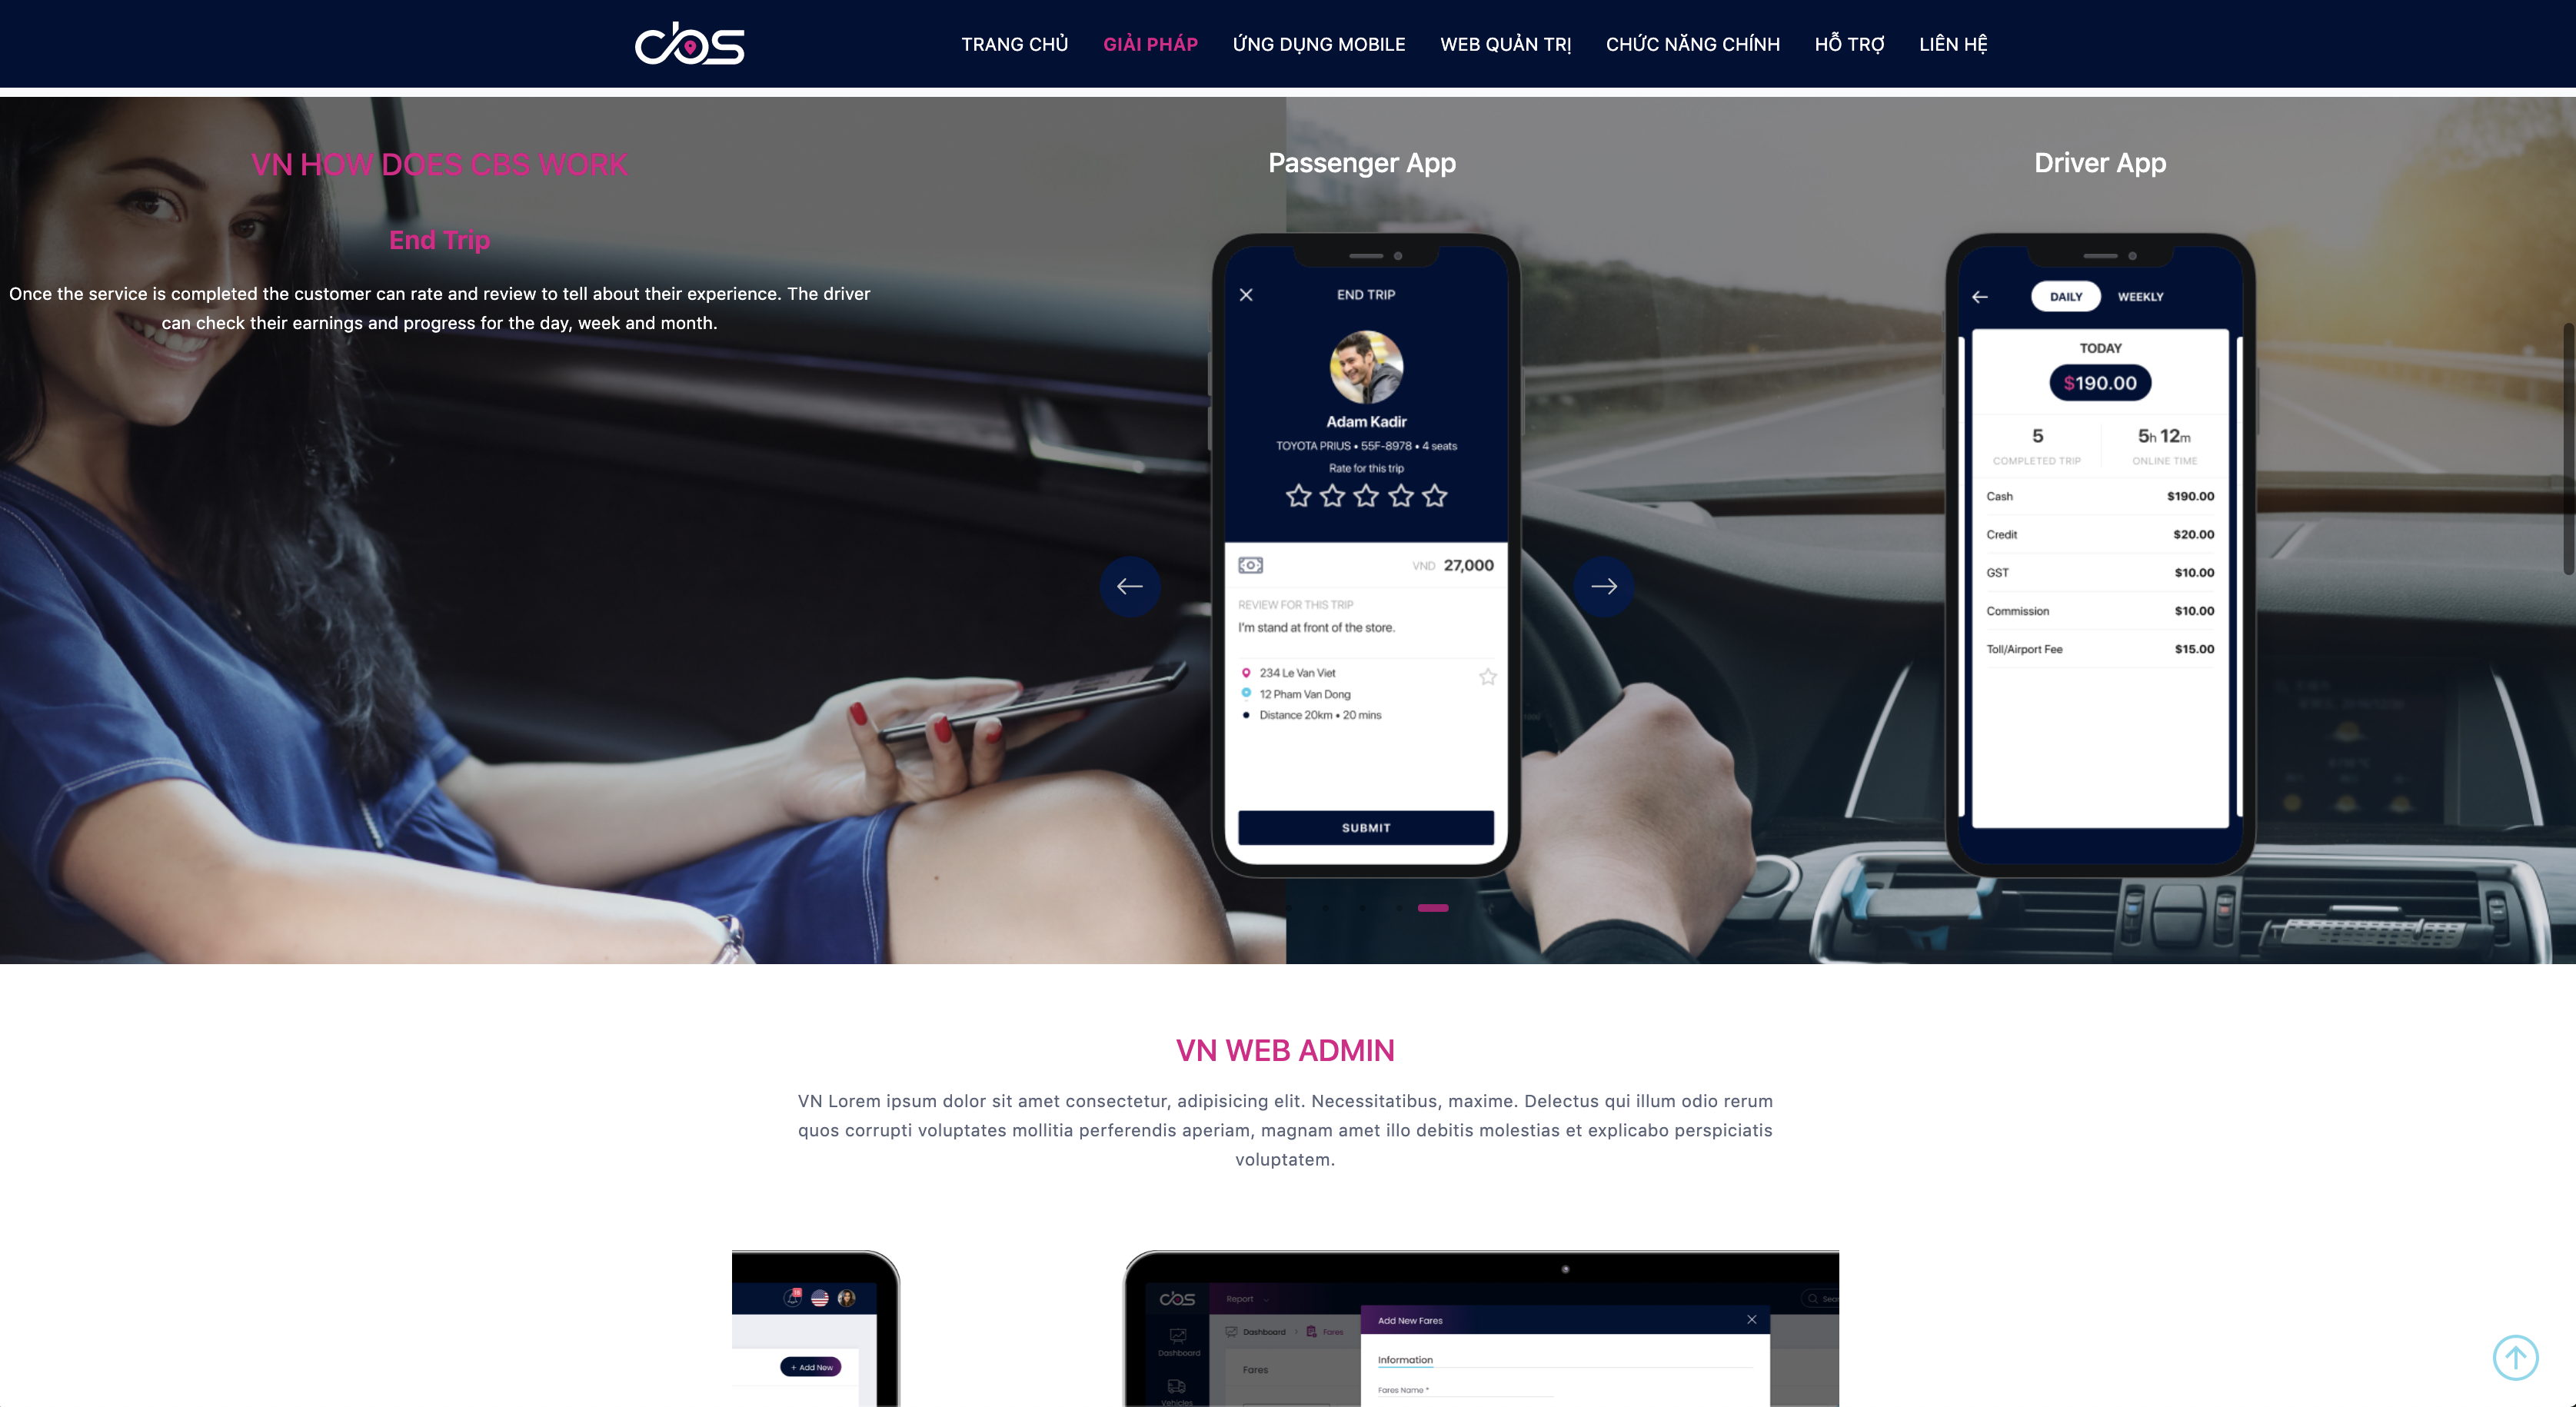 cbs
TRANG CHỦ GIẢI PHÁP ỨNG DỤNG MOBILE WEB QUẢN TRỊ CHỨC NĂNG CHÍNH HỖ TRỢ LIÊN HỆ
VN HOW DOES CBS WORK
End Trip
Once the service is completed the customer can rate and review to tell about their experience. The driver
can check their earnings and progress for the day, week and month.
Passenger App
END TRIP
Adam Kadir
TOYOTA PRIUS • 55F-8978 • 4 seats
Rate for this trip
VND 27,000
REVIEW FOR THIS TRIP
I'm stand at front of the store.
234 Le Van Viet
12 Pham Van Dong
Distance 20km • 20 mins
SUBMIT
Driver App
DAILY WEEKLY
TODAY
$190.00
5 5h 12m
COMPLETED TRIP ONLINE TIME
Cash $190.00
Credit $20.00
GST $10.00
Commission $10.00
Toll/Airport Fee $15.00
VN WEB ADMIN
VN Lorem ipsum dolor sit amet consectetur, adipisicing elit. Necessitatibus, maxime. Delectus qui illum odio rerum
quos corrupti voluptates mollitia perferendis aperiam, magnam amet illo debitis molestias et explicabo perspiciatis
voluptatem.
+ Add New
cbs Report
Add New Fares
Dashboard > Fares
Dashboard
Information
Fares
Fares Name *
Vehicles